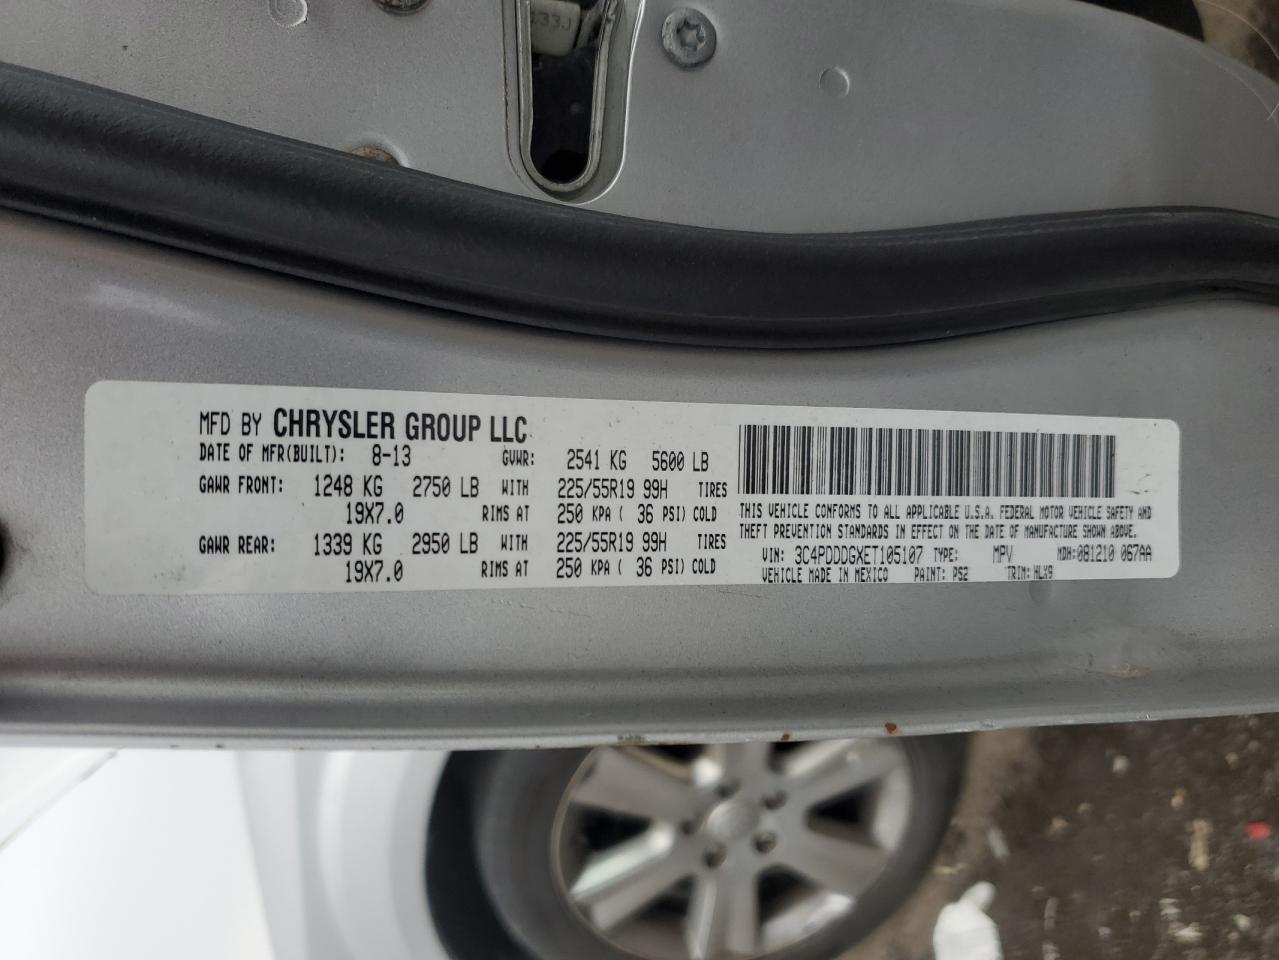 MFD BY CHRYSLER GROUP LLC
DATE OF MFR(BUILT): 8-13 GVWR: 2541 KG 5600 LB
GAWR FRONT: 1248 KG 2750 LB WITH 225/55R19 99H TIRES
19X7.0 RIMS AT 250 KPA ( 36 PSI) COLD
GAWR REAR: 1339 KG 2950 LB WITH 225/55R19 99H TIRES
19X7.0 RIMS AT 250 KPA ( 36 PSI) COLD
THIS VEHICLE CONFORMS TO ALL APPLICABLE U.S.A. FEDERAL MOTOR VEHICLE SAFETY AND
THEFT PREVENTION STANDARDS IN EFFECT ON THE DATE OF MANUFACTURE SHOWN ABOVE.
VIN: 3C4PDDDGXET105107 TYPE: MPV MDH:081210 067AA
VEHICLE MADE IN MEXICO PAINT: PS2 TRIM: HLX9